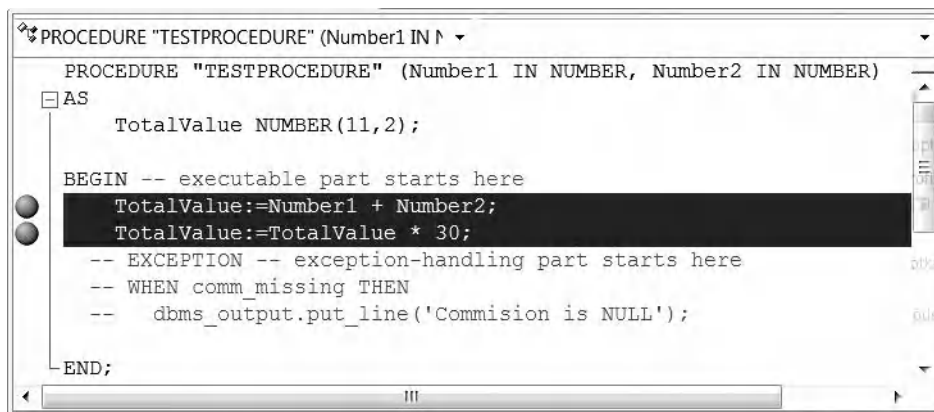 PROCEDURE "TESTPROCEDURE" (Number1 IN N
PROCEDURE "TESTPROCEDURE" (Number1 IN NUMBER, Number2 IN NUMBER)
AS
TotalValue NUMBER(11,2);
BEGIN -- executable part starts here
TotalValue:=Number1 + Number2;
TotalValue:=TotalValue * 30;
-- EXCEPTION -- exception-handling part starts here
-- WHEN comm_missing THEN
-- dbms_output.put_line('Commision is NULL');
END;